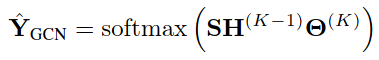 Ŷ_GCN = softmax(SH^(K−1)Θ^(K))